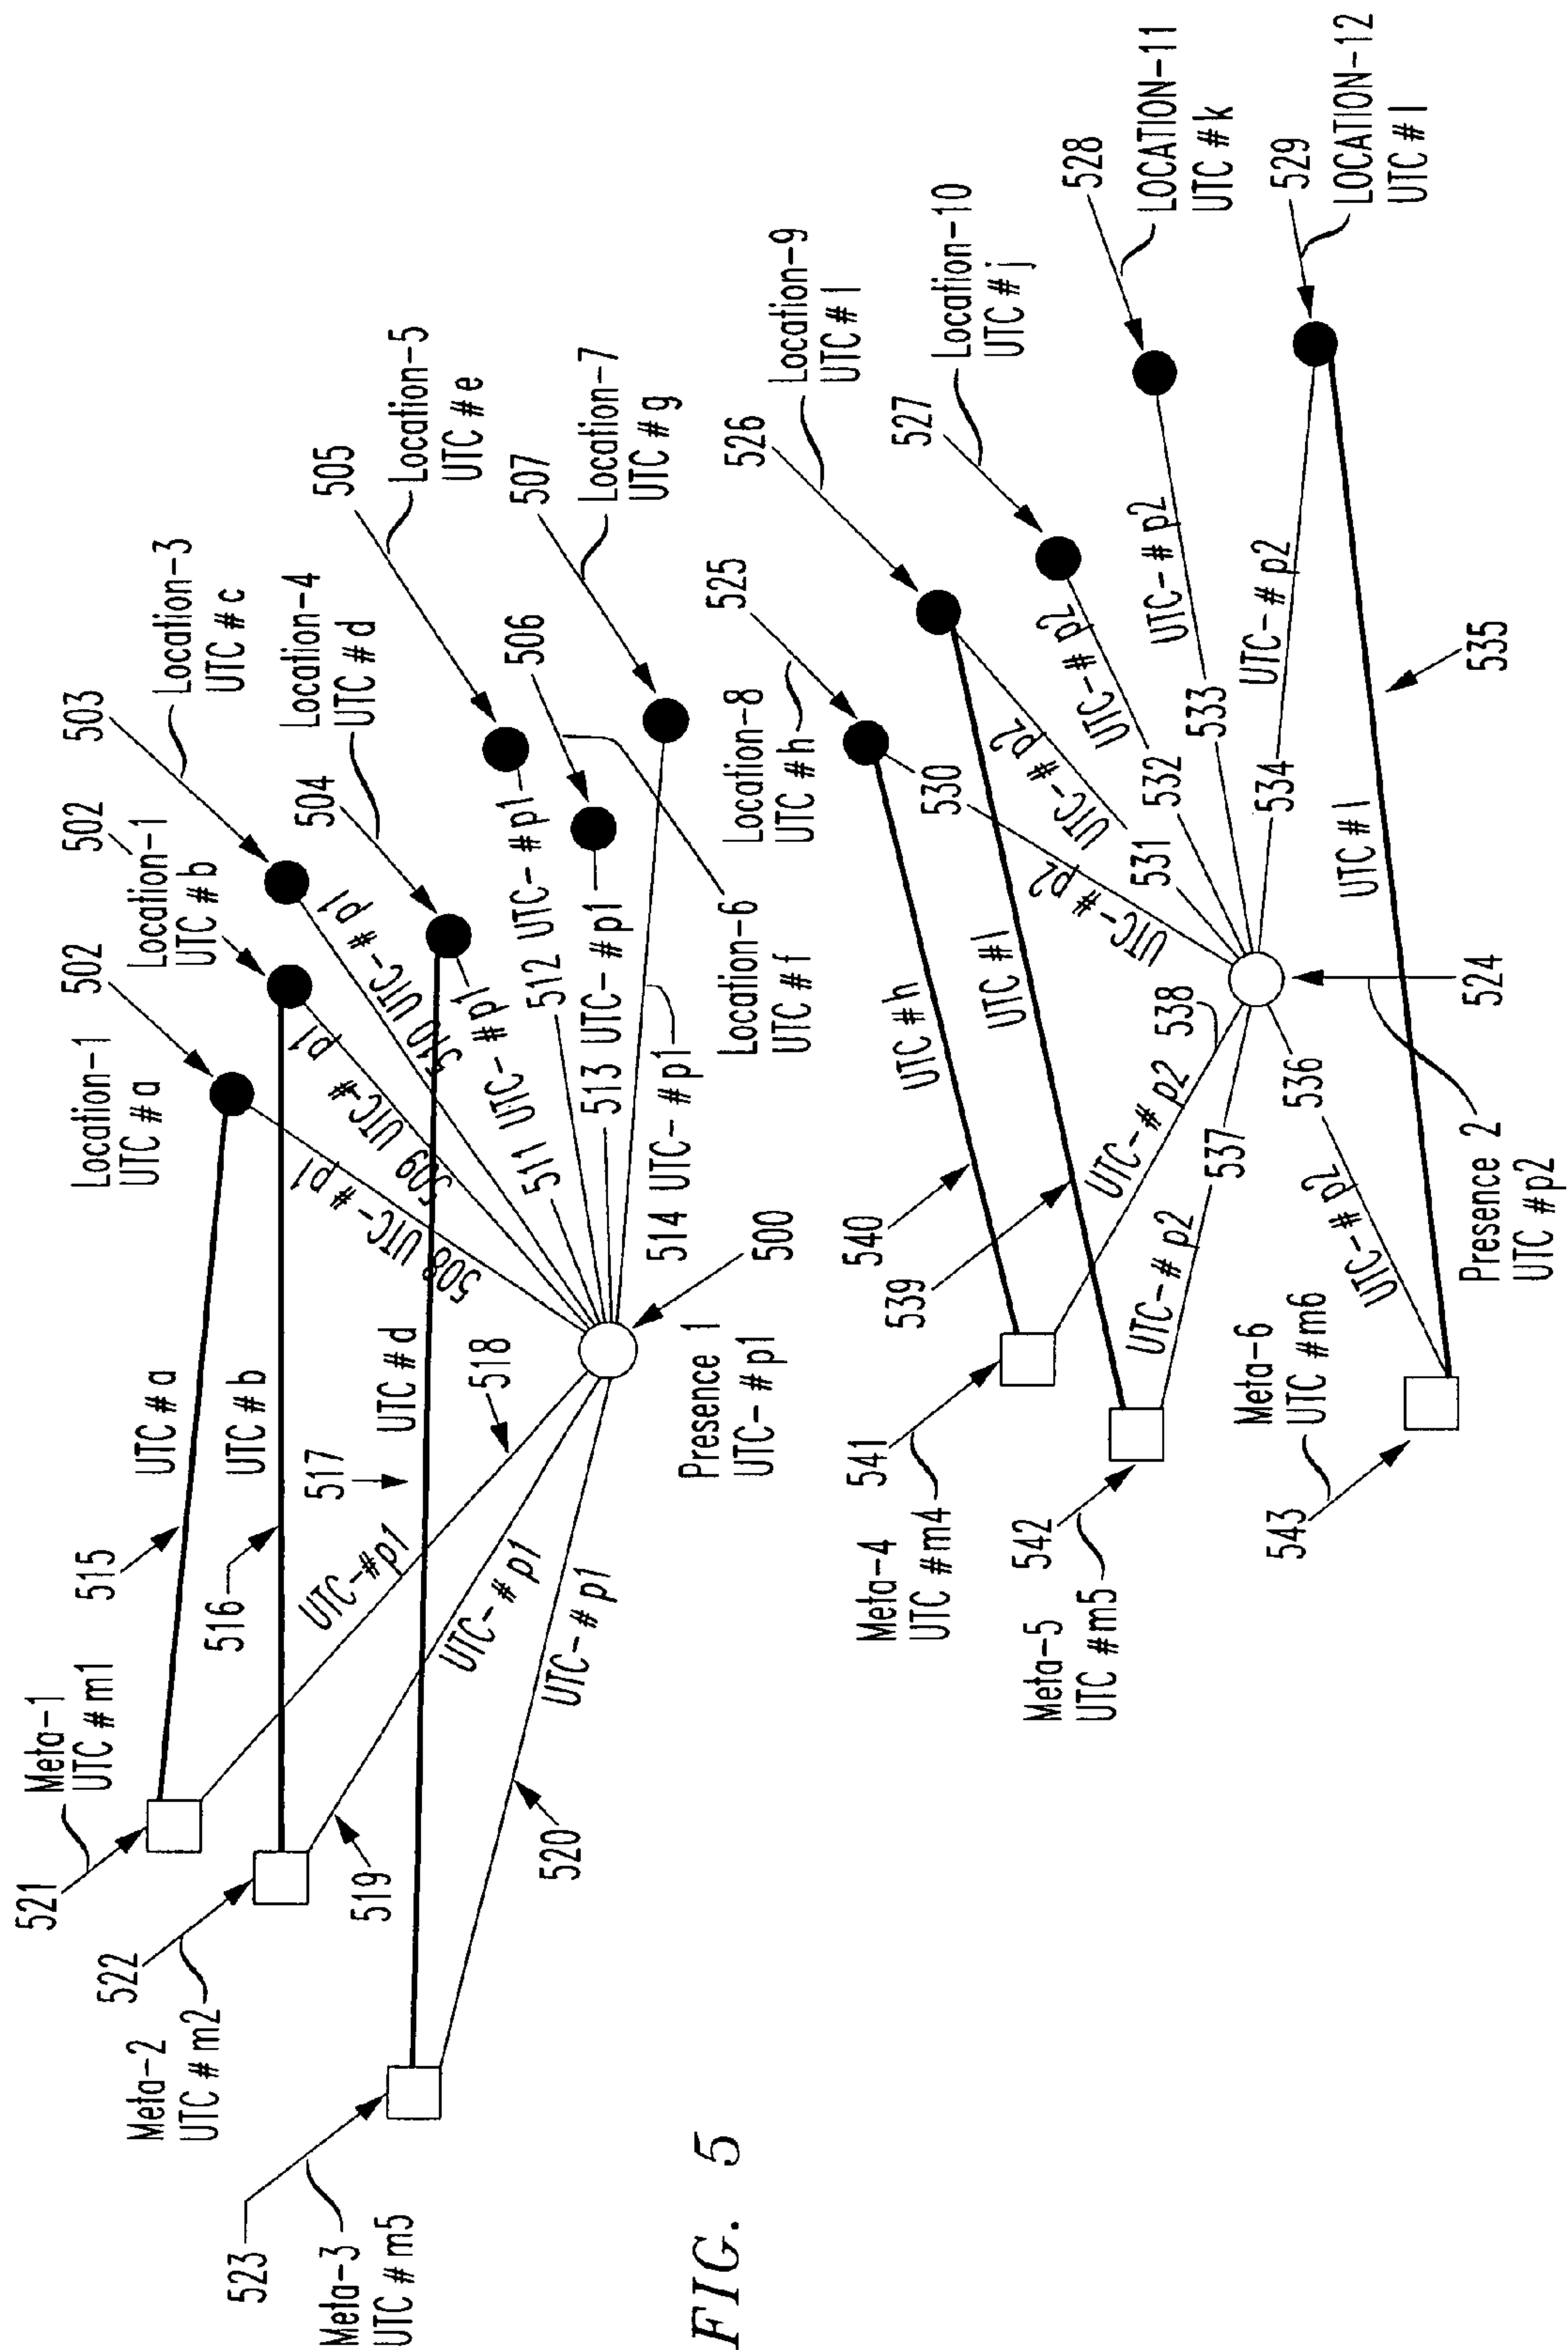 523
Meta-3
UTC # m5
522
Meta-2
UTC # m2
521
Meta-1
UTC # m1
515
UTC # a
516
UTC # b
517
UTC # d
518
519
520
UTC-# p1
UTC-# p1
UTC-# p1
Location-1
UTC # a
502
502
Location-1
UTC # b
503
Location-3
UTC # c
504
Location-4
UTC # d
505
Location-5
UTC # e
506
507
Location-7
UTC # g
Location-6
UTC # f
508 UTC-# p1
509 UTC-# p1
510 UTC-# p1
511 UTC-# p1
512 UTC-# p1
513 UTC-# p1
514 UTC-# p1
500
Presence 1
UTC-# p1
FIG. 5
541
Meta-4
UTC # m4
542
Meta-5
UTC # m5
543
Meta-6
UTC # m6
540
539
UTC # h
UTC # l
538
UTC-# p2
537
UTC-# p2
536
UTC-# p2
525
Location-8
UTC # h
526
Location-9
UTC # l
527
Location-10
UTC # j
528
LOCATION-11
UTC # k
529
LOCATION-12
UTC # l
530
UTC-# p2
531
UTC-# p2
532
UTC-# p2
533
UTC-# p2
534
UTC-# p2
UTC # l
535
524
Presence 2
UTC # p2